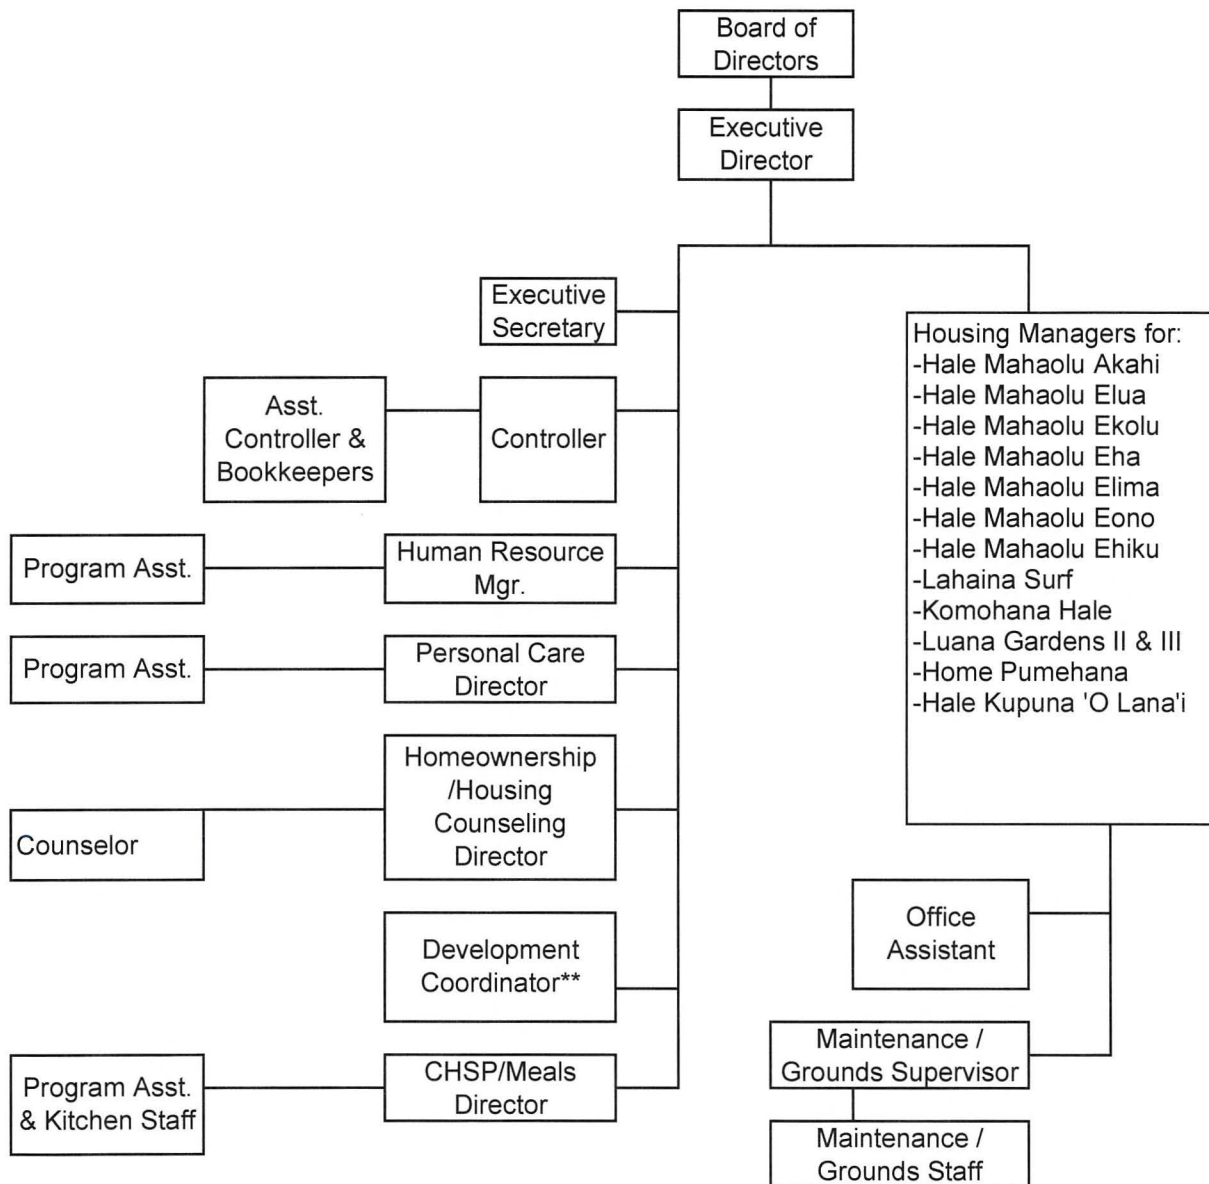 Board of
Directors
Executive
Director
Executive
Secretary
Asst.
Controller &
Bookkeepers
Controller
Program Asst.
Human Resource
Mgr.
Program Asst.
Personal Care
Director
Counselor
Homeownership
/Housing
Counseling
Director
Development
Coordinator**
Program Asst.
& Kitchen Staff
CHSP/Meals
Director
Housing Managers for:
-Hale Mahaolu Akahi
-Hale Mahaolu Elua
-Hale Mahaolu Ekolu
-Hale Mahaolu Eha
-Hale Mahaolu Elima
-Hale Mahaolu Eono
-Hale Mahaolu Ehiku
-Lahaina Surf
-Komohana Hale
-Luana Gardens II & III
-Home Pumehana
-Hale Kupuna 'O Lana'i
Office
Assistant
Maintenance /
Grounds Supervisor
Maintenance /
Grounds Staff